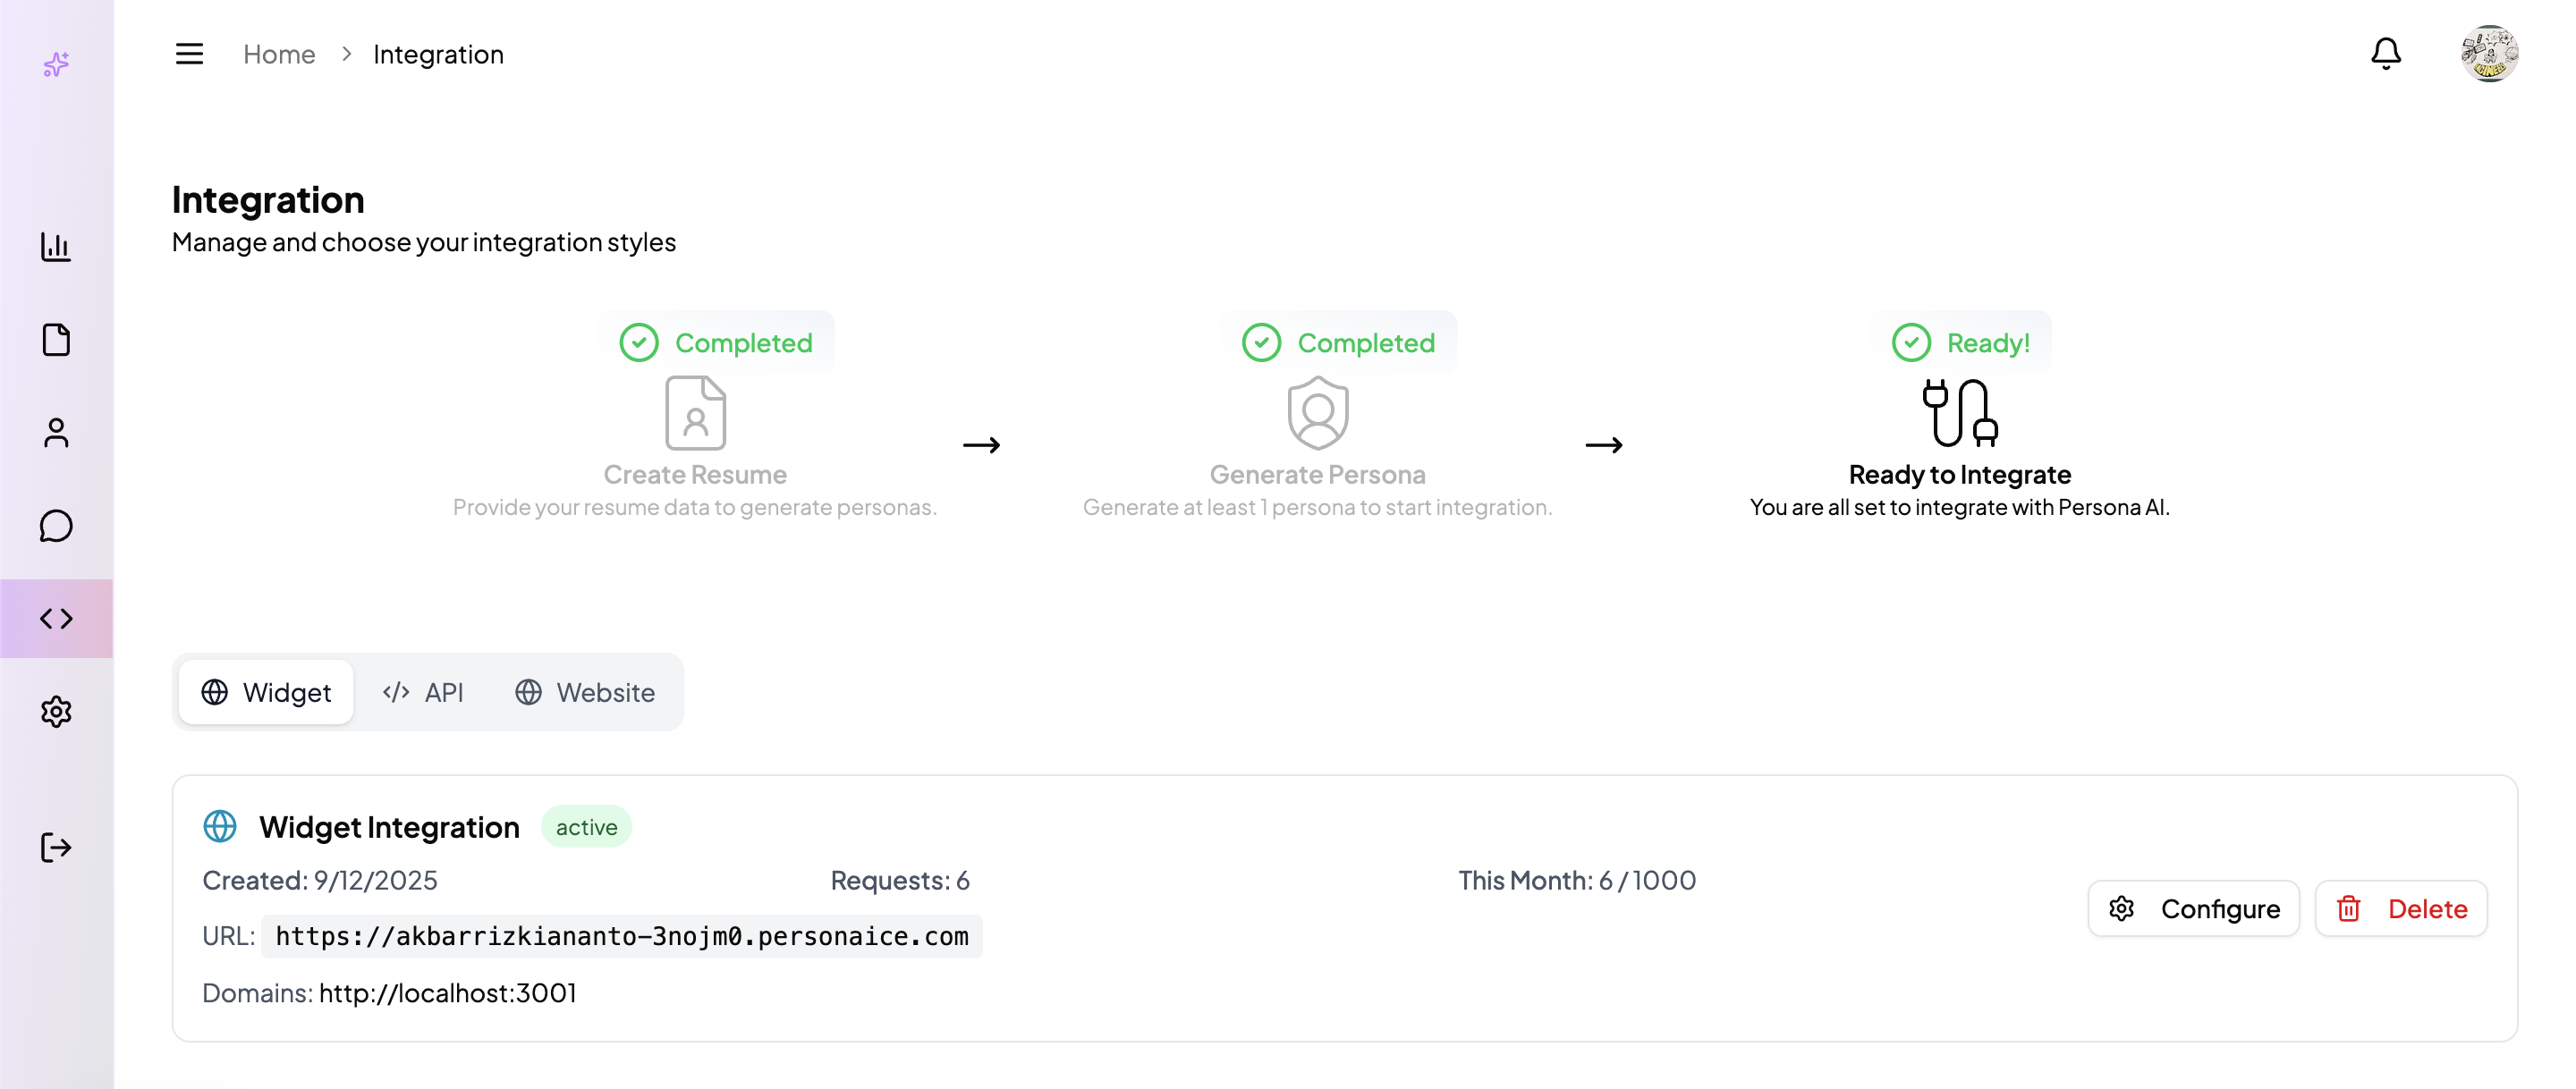 Home > Integration
Integration
Manage and choose your integration styles
Completed
Create Resume
Provide your resume data to generate personas.
Completed
Generate Persona
Generate at least 1 persona to start integration.
Ready!
Ready to Integrate
You are all set to integrate with Persona AI.
Widget
API
Website
Widget Integration active
Created: 9/12/2025 Requests: 6 This Month: 6 / 1000
URL: https://akbarrizkiananto-3nojm0.personaice.com
Domains: http://localhost:3001
Configure
Delete